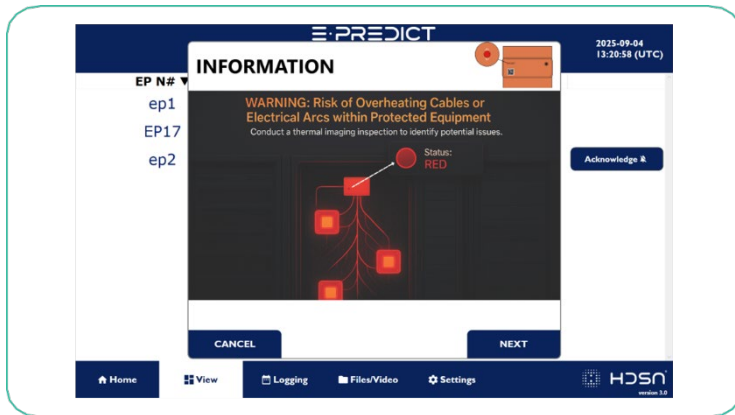 E·PREDICT
2025-09-04
13:20:58 (UTC)
INFORMATION
EP N# ▼
ep1
EP17
ep2
WARNING: Risk of Overheating Cables or
Electrical Arcs within Protected Equipment
Conduct a thermal imaging inspection to identify potential issues.
Status:
RED
Acknowledge
CANCEL
NEXT
Home
View
Logging
Files/Video
Settings
HDSN
version 3.0